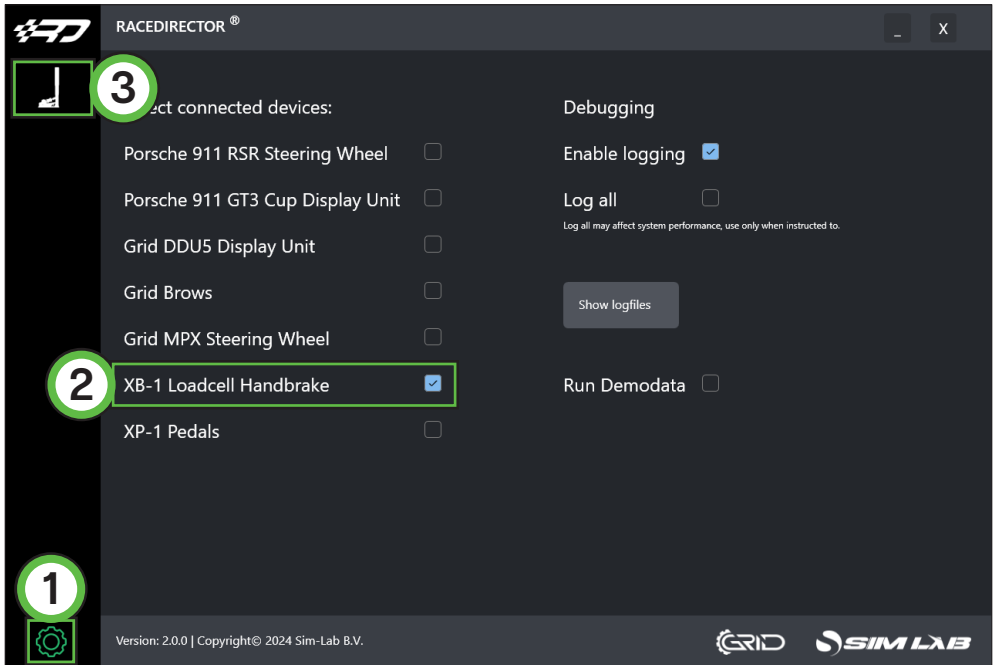 RD
RACEDIRECTOR ®
_ X
3
ect connected devices:
Porsche 911 RSR Steering Wheel
Porsche 911 GT3 Cup Display Unit
Grid DDU5 Display Unit
Grid Brows
Grid MPX Steering Wheel
2
XB-1 Loadcell Handbrake
XP-1 Pedals
Debugging
Enable logging
Log all
Log all may affect system performance, use only when instructed to.
Show logfiles
Run Demodata
1
Version: 2.0.0 | Copyright© 2024 Sim-Lab B.V.
GRID
SIM LAB